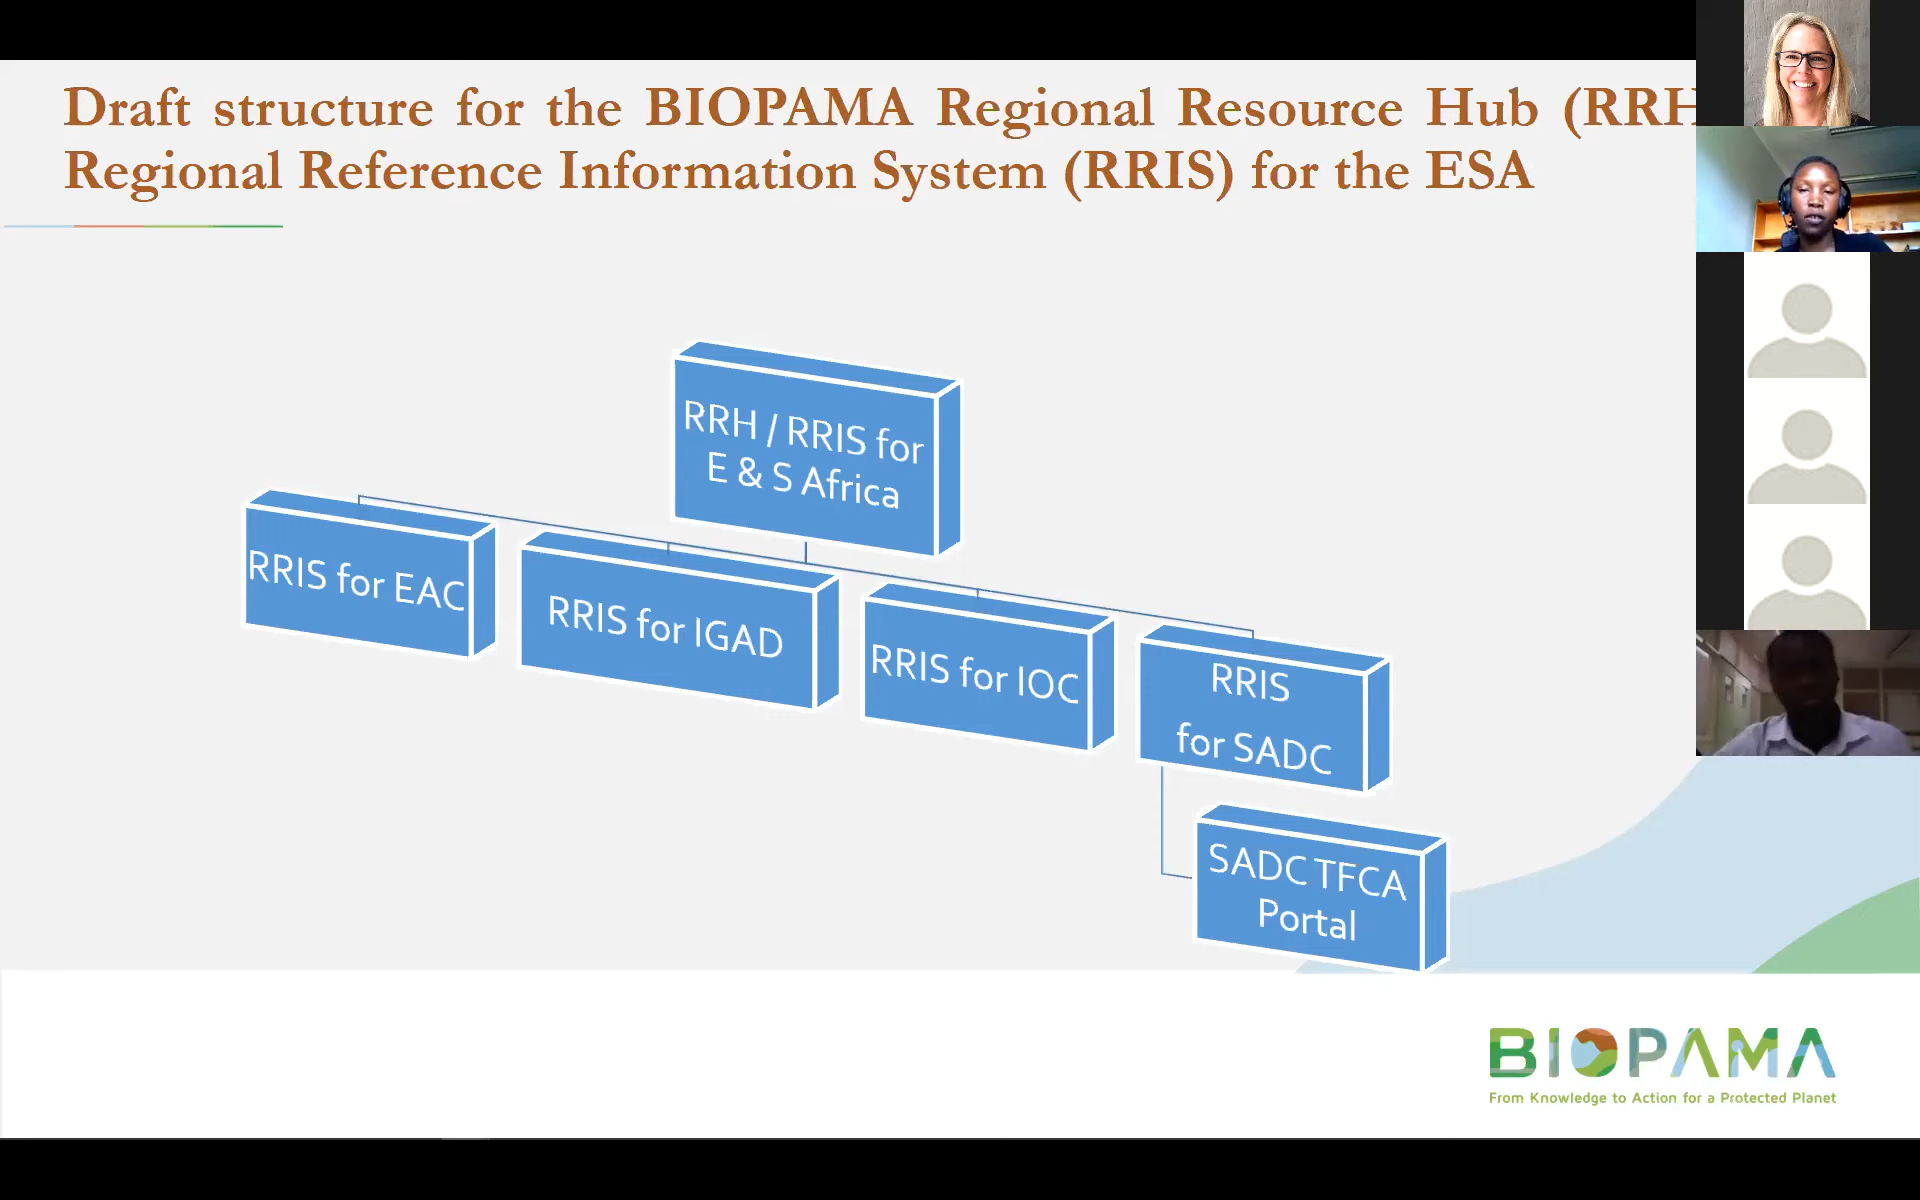 Draft structure for the BIOPAMA Regional Resource Hub (RRH
Regional Reference Information System (RRIS) for the ESA
RRH / RRIS for
E & S Africa
RRIS for EAC
RRIS for IGAD
RRIS for IOC
RRIS
for SADC
SADC TFCA
Portal
BIOPAMA
From Knowledge to Action for a Protected Planet